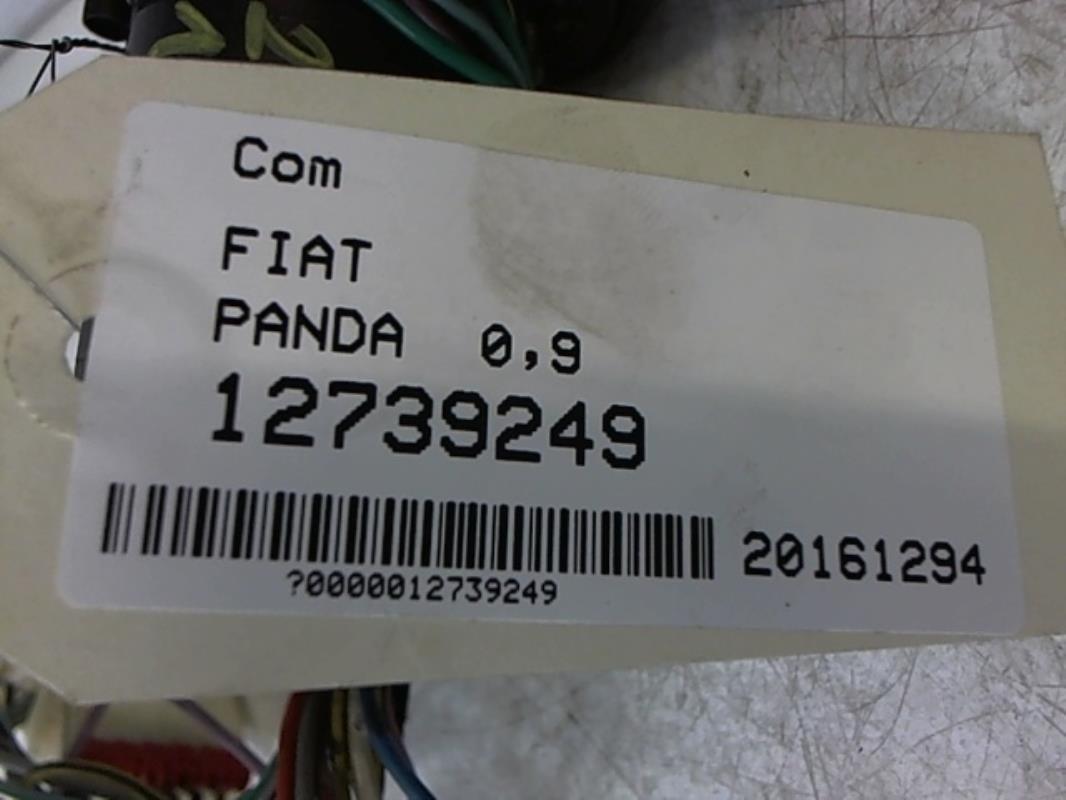 Com
FIAT
PANDA 0,9
12739249
20161294
?0000012739249